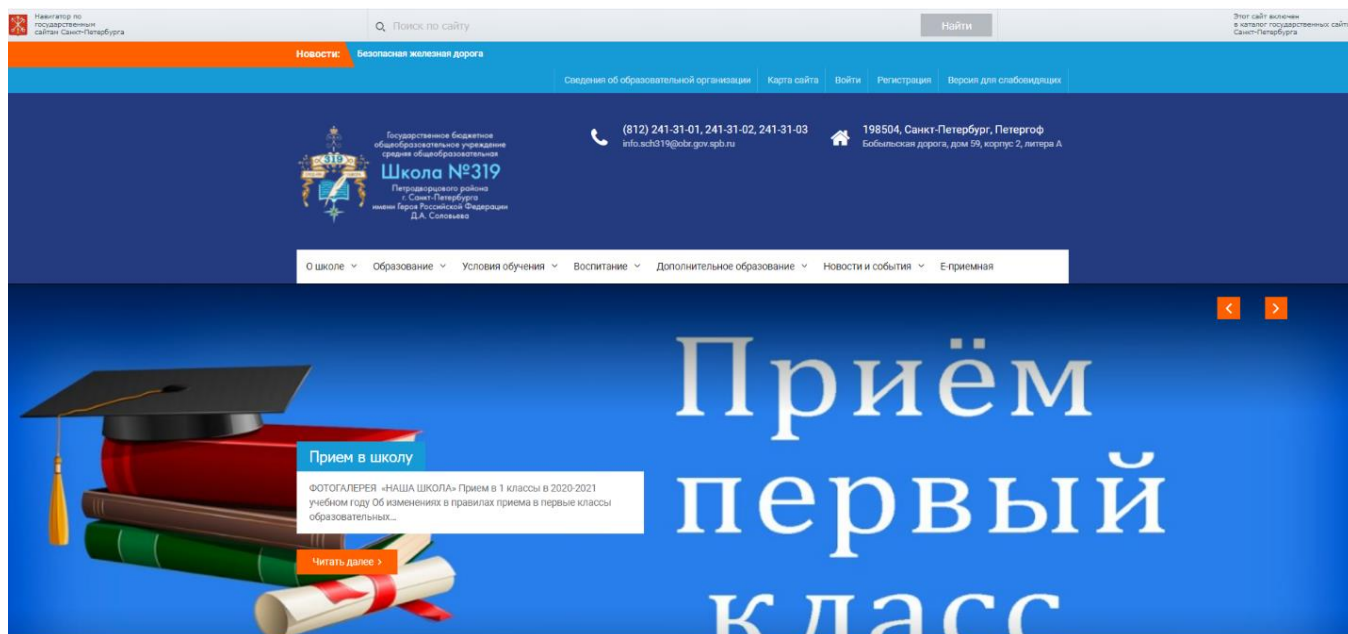 Навигатор по
государственным
сайтам Санкт-Петербурга
Поиск по сайту
Найти
Этот сайт включен
в каталог государственных сайт
Санкт-Петербурга
Новости: Безопасная железная дорога
Сведения об образовательной организации Карта сайта Войти Регистрация Версия для слабовидящих
319
Государственное бюджетное
общеобразовательное учреждение
средняя общеобразовательная
Школа №319
Петродворцового района
г. Санкт-Петербурга
имени Героя Российской Федерации
Д.А. Соловьева
(812) 241-31-01, 241-31-02, 241-31-03
info.sch319@obr.gov.spb.ru
198504, Санкт-Петербург, Петергоф
Бобыльская дорога, дом 59, корпус 2, литера А
О школе Образование Условия обучения Воспитание Дополнительное образование Новости и события Е-приемная
Приём
первый
класс
Прием в школу
ФОТОГАЛЕРЕЯ «НАША ШКОЛА» Прием в 1 классы в 2020-2021
учебном году Об изменениях в правилах приема в первые классы
образовательных...
Читать далее >